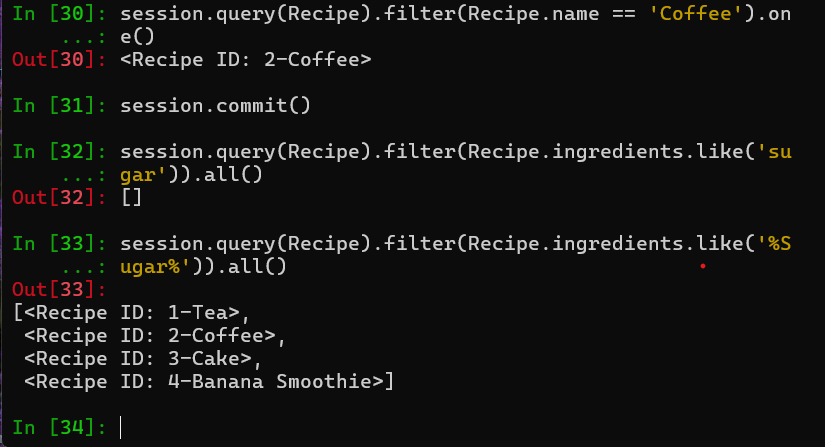 In [30]: session.query(Recipe).filter(Recipe.name == 'Coffee').on
    ...: e()
Out[30]: <Recipe ID: 2-Coffee>
In [31]: session.commit()
In [32]: session.query(Recipe).filter(Recipe.ingredients.like('su
    ...: gar')).all()
Out[32]: []
In [33]: session.query(Recipe).filter(Recipe.ingredients.like('%S
    ...: ugar%')).all()
Out[33]:
[<Recipe ID: 1-Tea>,
 <Recipe ID: 2-Coffee>,
 <Recipe ID: 3-Cake>,
 <Recipe ID: 4-Banana Smoothie>]
In [34]: